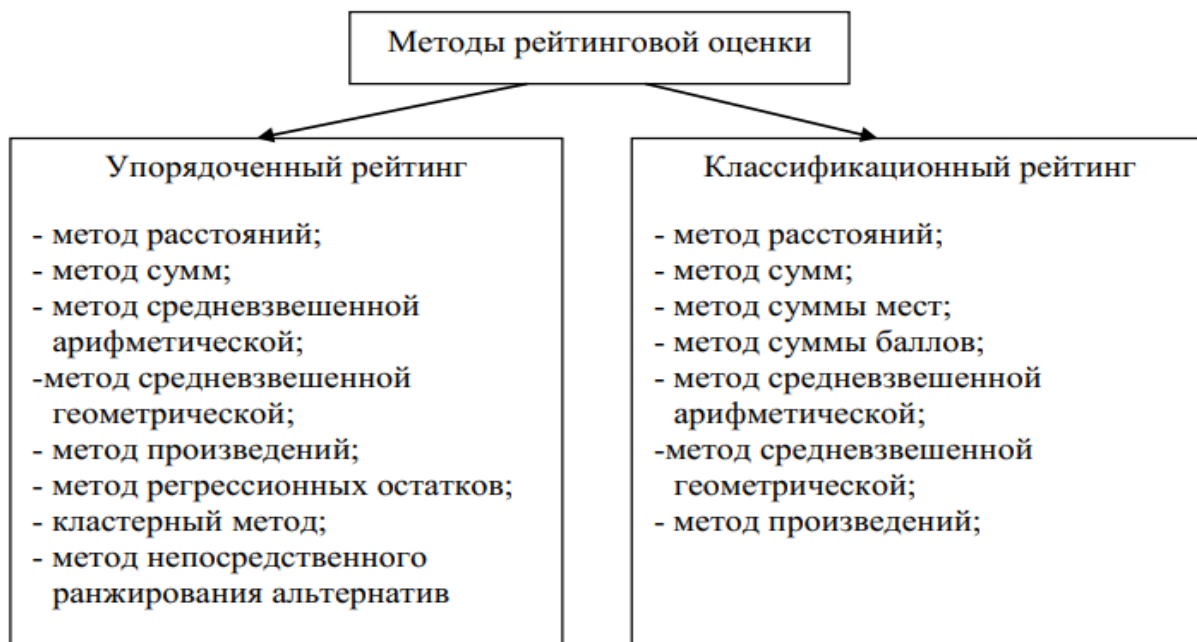 Методы рейтинговой оценки
Упорядоченный рейтинг
- метод расстояний;
- метод сумм;
- метод средневзвешенной
арифметической;
-метод средневзвешенной
геометрической;
- метод произведений;
- метод регрессионных остатков;
- кластерный метод;
- метод непосредственного
ранжирования альтернатив
Классификационный рейтинг
- метод расстояний;
- метод сумм;
- метод суммы мест;
- метод суммы баллов;
- метод средневзвешенной
арифметической;
-метод средневзвешенной
геометрической;
- метод произведений;